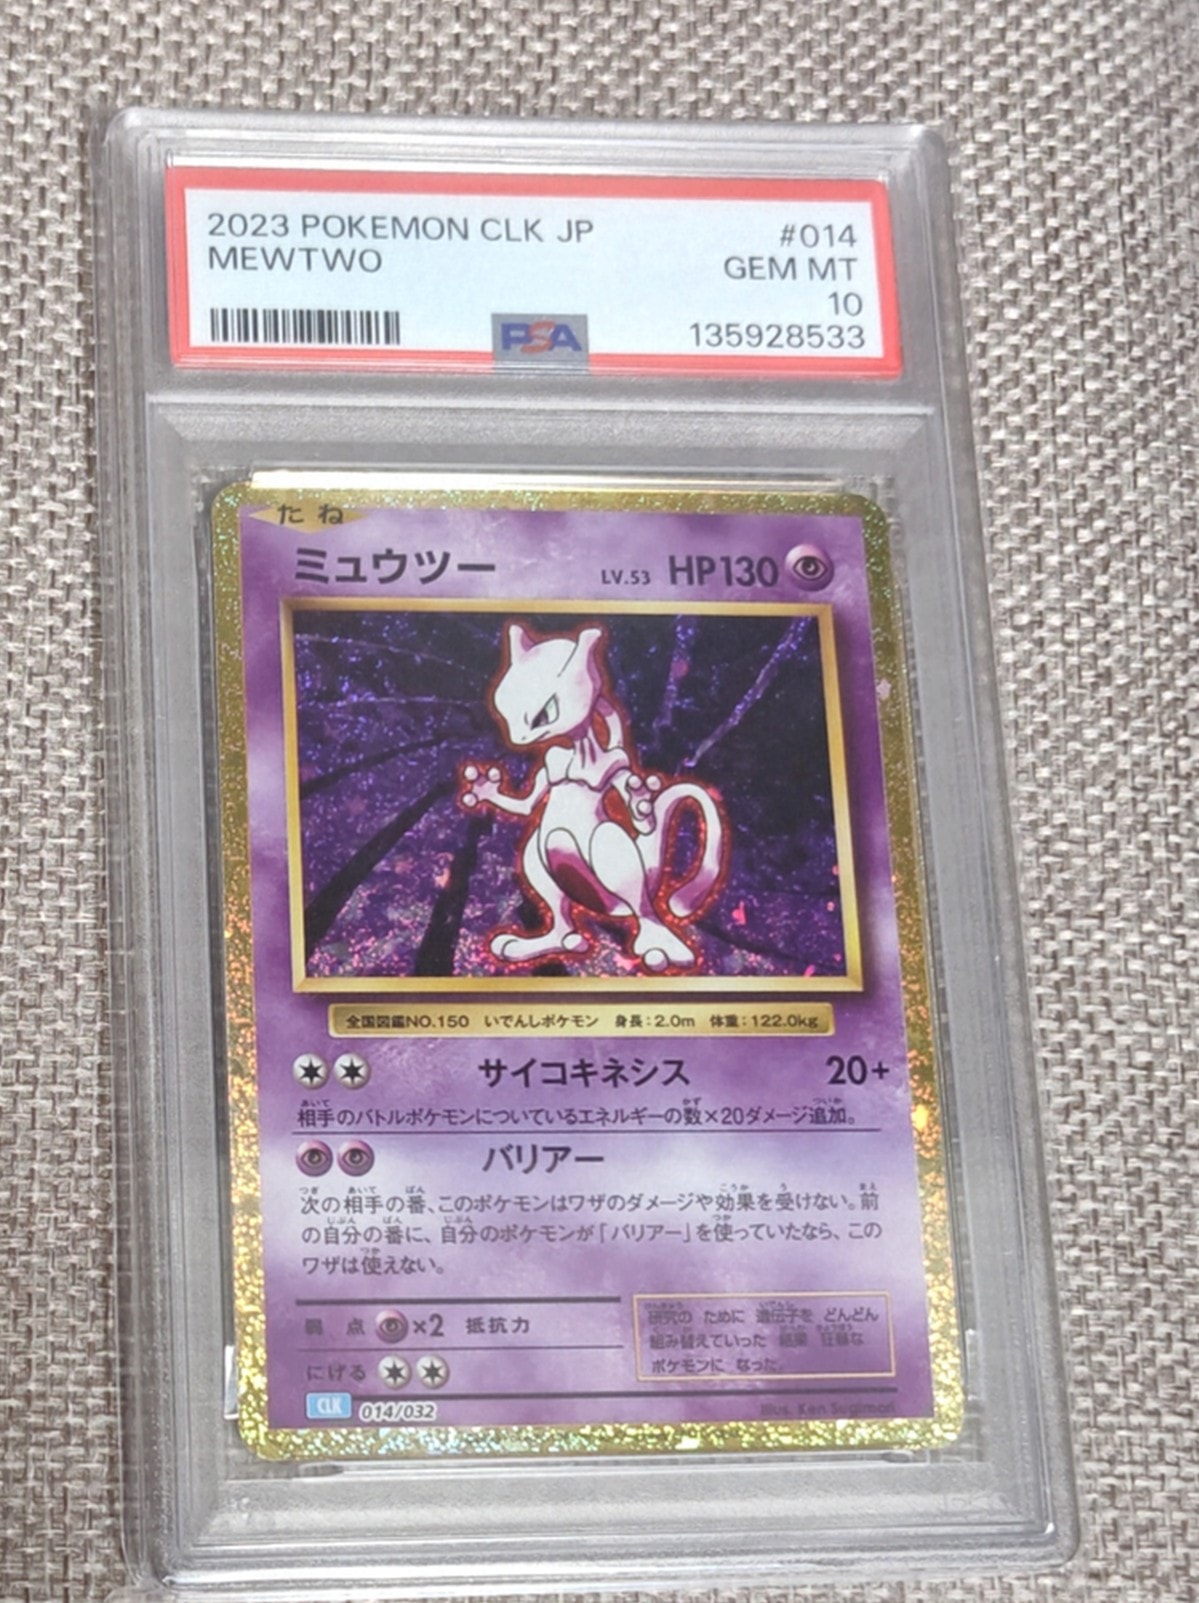 2023 POKEMON CLK JP #014
MEWTWO GEM MT
10
PSA 135928533
たね
ミュウツー LV.53 HP130
全国図鑑NO.150 いでんしポケモン 身長:2.0m 体重:122.0kg
サイコキネシス 20+
相手のバトルポケモンについているエネルギーの数×20ダメージ追加。
バリアー
次の相手の番、このポケモンはワザのダメージや効果を受けない。前
の自分の番に、自分のポケモンが「バリアー」を使っていたなら、この
ワザは使えない。
弱点 ×2 抵抗力
研究の ために 遺伝子を どんどん
組み替えていった 結果 狂暴な
ポケモンに なった。
にげる
CLK 014/032
Illus. Ken Sugimori